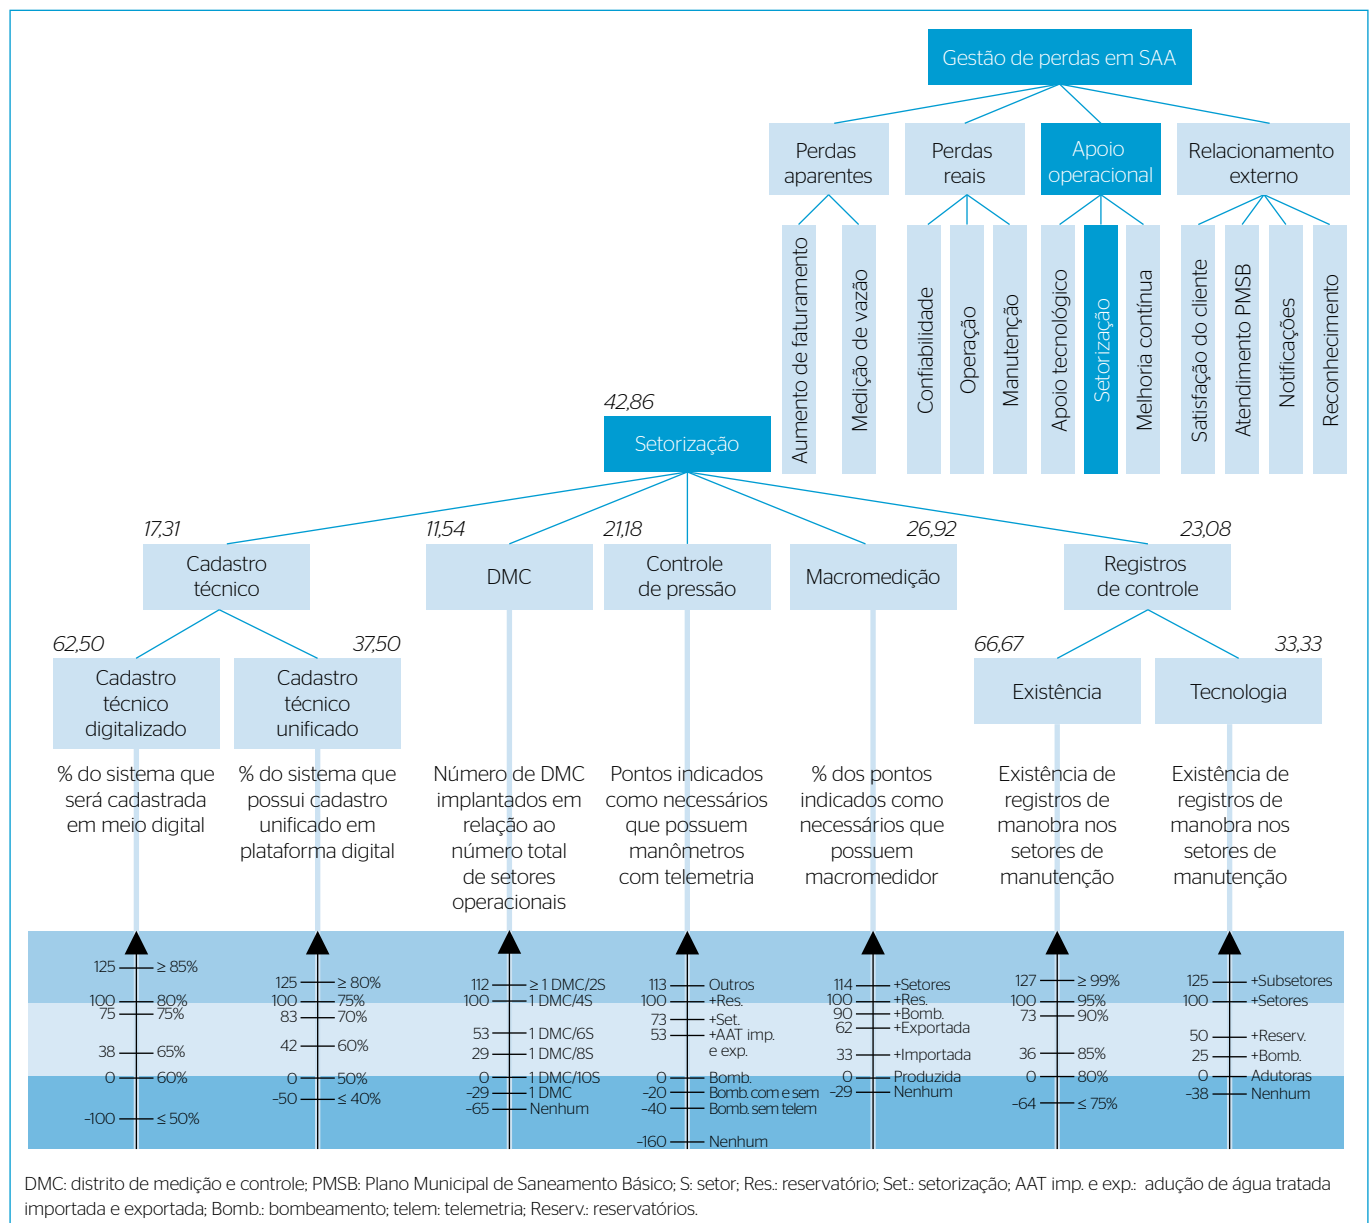 Gestão de perdas em SAA
Perdas
aparentes
Perdas
reais
Apoio
operacional
Relacionamento
externo
Aumento de faturamento
Medição de vazão
Confiabilidade
Operação
Manutenção
Apoio tecnológico
Setorização
Melhoria contínua
Satisfação do cliente
Atendimento PMSB
Notificações
Reconhecimento
42,86
Setorização
17,31
Cadastro
técnico
11,54
DMC
21,18
Controle
de pressão
26,92
Macromedição
23,08
Registros
de controle
62,50
Cadastro
técnico
digitalizado
37,50
Cadastro
técnico
unificado
66,67
Existência
33,33
Tecnologia
% do sistema que
será cadastrada
em meio digital
% do sistema que
possui cadastro
unificado em
plataforma digital
Número de DMC
implantados em
relação ao
número total
de setores
operacionais
Pontos indicados
como necessários
que possuem
manômetros
com telemetria
% dos pontos
indicados como
necessários que
possuem
macromedidor
Existência de
registros de
manobra nos
setores de
manutenção
Existência de
registros de
manobra nos
setores de
manutenção
125 ≥ 85%
100 80%
75 75%
38 65%
0 60%
-100 ≤ 50%
125 ≥ 80%
100 75%
83 70%
42 60%
0 50%
-50 ≤ 40%
112 ≥ 1 DMC/2S
100 1 DMC/4S
53 1 DMC/6S
29 1 DMC/8S
0 1 DMC/10S
-29 1 DMC
-65 Nenhum
113 Outros
100 +Res.
73 +Set.
53 +AAT imp.
e exp.
0 Bomb.
-20 Bomb. com e sem
-40 Bomb. sem telem
-160 Nenhum
114 +Setores
100 +Res.
90 +Bomb.
62 +Exportada
33 +Importada
0 Produzida
-29 Nenhum
127 ≥ 99%
100 95%
73 90%
36 85%
0 80%
-64 ≤ 75%
125 +Subsetores
100 +Setores
50 +Reserv.
25 +Bomb.
0 Adutoras
-38 Nenhum
DMC: distrito de medição e controle; PMSB: Plano Municipal de Saneamento Básico; S: setor; Res.: reservatório; Set.: setorização; AAT imp. e exp.: adução de água tratada
importada e exportada; Bomb.: bombeamento; telem: telemetria; Reserv.: reservatórios.